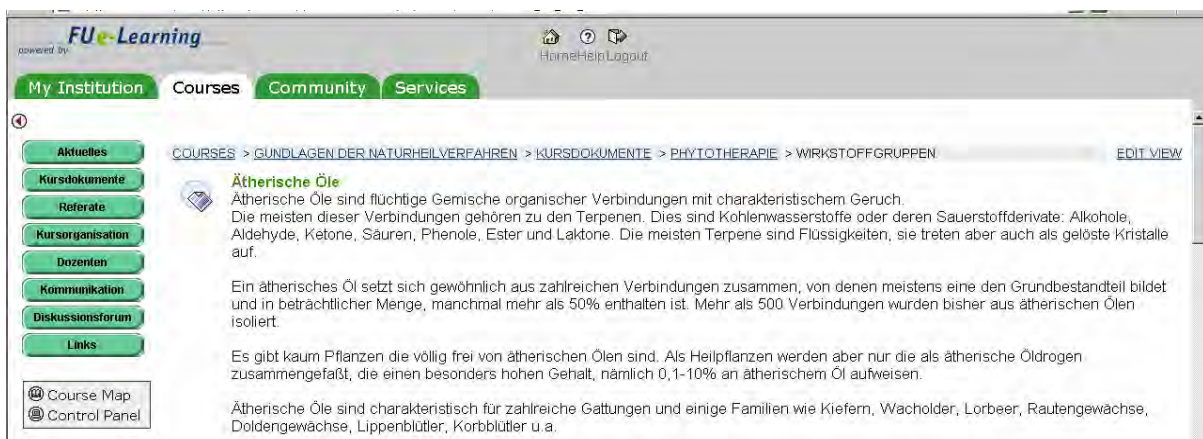 powered by FUe-Learning
Home Help Logout
My Institution Courses Community Services
Aktuelles
Kursdokumente
Referate
Kursorganisation
Dozenten
Kommunikation
Diskussionsforum
Links
Course Map
Control Panel
COURSES > GUNDLAGEN DER NATURHEILVERFAHREN > KURSDOKUMENTE > PHYTOTHERAPIE > WIRKSTOFFGRUPPEN EDIT VIEW
Ätherische Öle
Ätherische Öle sind flüchtige Gemische organischer Verbindungen mit charakteristischem Geruch.
Die meisten dieser Verbindungen gehören zu den Terpenen. Dies sind Kohlenwasserstoffe oder deren Sauerstoffderivate: Alkohole,
Aldehyde, Ketone, Säuren, Phenole, Ester und Laktone. Die meisten Terpene sind Flüssigkeiten, sie treten aber auch als gelöste Kristalle
auf.
Ein ätherisches Öl setzt sich gewöhnlich aus zahlreichen Verbindungen zusammen, von denen meistens eine den Grundbestandteil bildet
und in beträchtlicher Menge, manchmal mehr als 50% enthalten ist. Mehr als 500 Verbindungen wurden bisher aus ätherischen Ölen
isoliert.
Es gibt kaum Pflanzen die völlig frei von ätherischen Ölen sind. Als Heilpflanzen werden aber nur die als ätherische Öldrogen
zusammengefaßt, die einen besonders hohen Gehalt, nämlich 0,1-10% an ätherischem Öl aufweisen.
Ätherische Öle sind charakteristisch für zahlreiche Gattungen und einige Familien wie Kiefern, Wacholder, Lorbeer, Rautengewächse,
Doldengewächse, Lippenblütler, Korbblütler u.a.